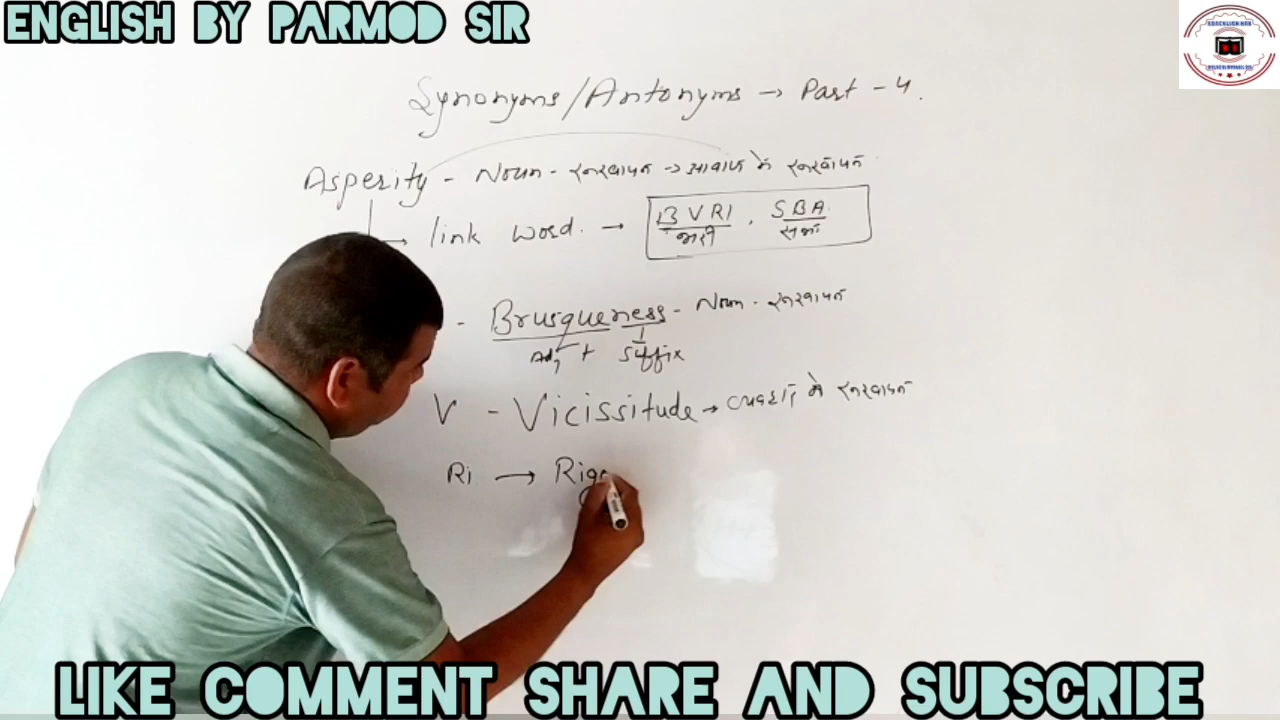 ENGLISH BY PARMOD SIR
Synonyms/Antonyms → Part - 4.
Asperity - Noun - रूखापन → आवाज में रूखापन
→ link word. → BVRI, SBA
भारी सभा
- Brusqueness - Noun - रूखापन
Adj + Suffix
V - Vicissitude → व्यवहार में रूखापन
Ri → Rig
LIKE COMMENT SHARE AND SUBSCRIBE